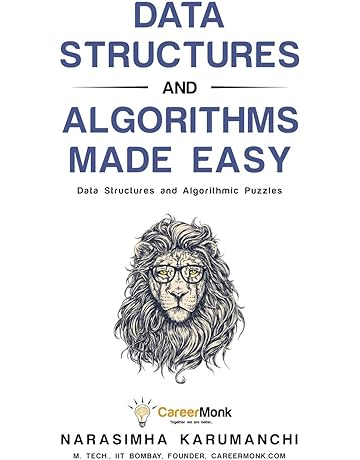 DATA
STRUCTURES
AND
ALGORITHMS
MADE EASY
Data Structures and Algorithmic Puzzles
CareerMonk
Together we are better..
NARASIMHA KARUMANCHI
M. TECH., IIT BOMBAY, FOUNDER, CAREERMONK.COM